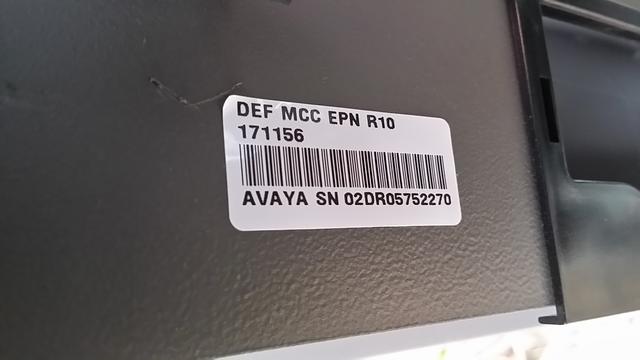 DEF MCC EPN R10
171156
AVAYA SN 02DR05752270